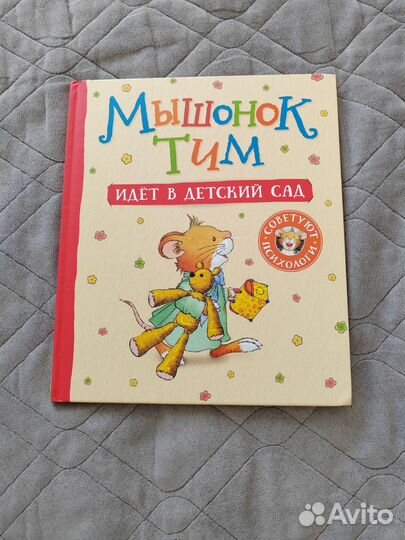 МЫШОНОК
ТИМ
ИДЁТ В ДЕТСКИЙ САД
СОВЕТУЮТ
ПСИХОЛОГИ
Avito